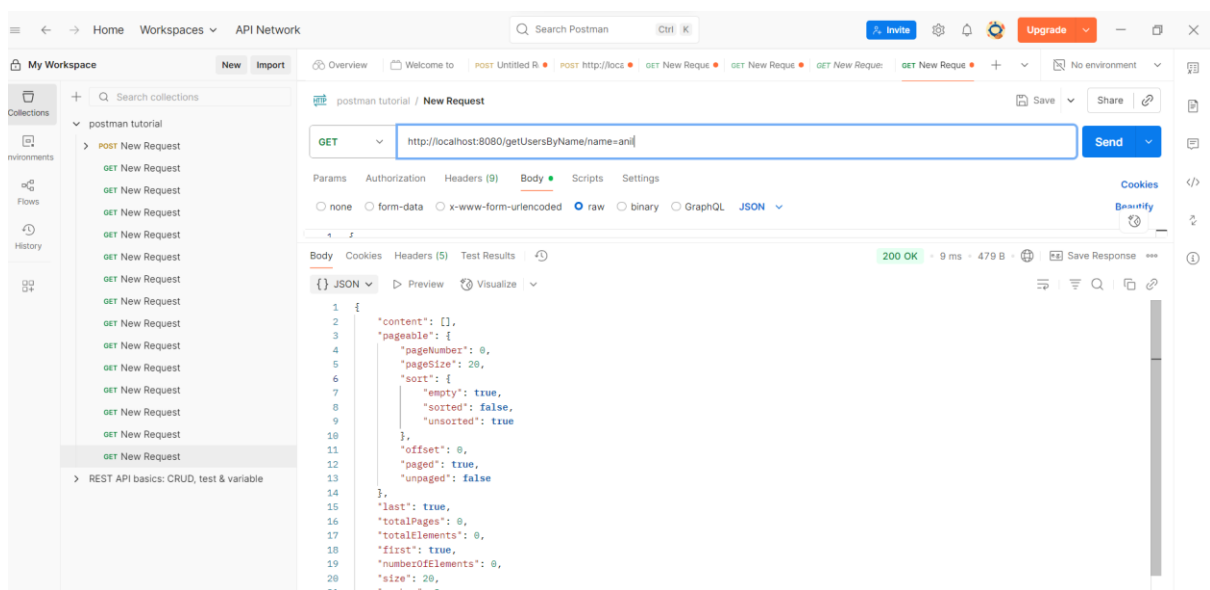 Home Workspaces API Network Search Postman Ctrl K Invite Upgrade
My Workspace New Import Overview Welcome to POST Untitled R POST http://loca GET New Reque GET New Reque GET New Reque GET New Reque No environment
Collections
Search collections
postman tutorial / New Request Save Share
postman tutorial
POST New Request
GET New Request
GET New Request
GET New Request
GET New Request
GET New Request
GET New Request
GET New Request
GET New Request
GET New Request
GET New Request
GET New Request
GET New Request
GET New Request
GET New Request
REST API basics: CRUD, test & variable
nvironments
Flows
History
GET http://localhost:8080/getUsersByName/name=anil Send
Params Authorization Headers (9) Body Scripts Settings Cookies
none form-data x-www-form-urlencoded raw binary GraphQL JSON Beautify
1 {
Body Cookies Headers (5) Test Results 200 OK 9 ms 479 B Save Response
{} JSON Preview Visualize
1 {
2 "content": [],
3 "pageable": {
4 "pageNumber": 0,
5 "pageSize": 20,
6 "sort": {
7 "empty": true,
8 "sorted": false,
9 "unsorted": true
10 },
11 "offset": 0,
12 "paged": true,
13 "unpaged": false
14 },
15 "last": true,
16 "totalPages": 0,
17 "totalElements": 0,
18 "first": true,
19 "numberOfElements": 0,
20 "size": 20,